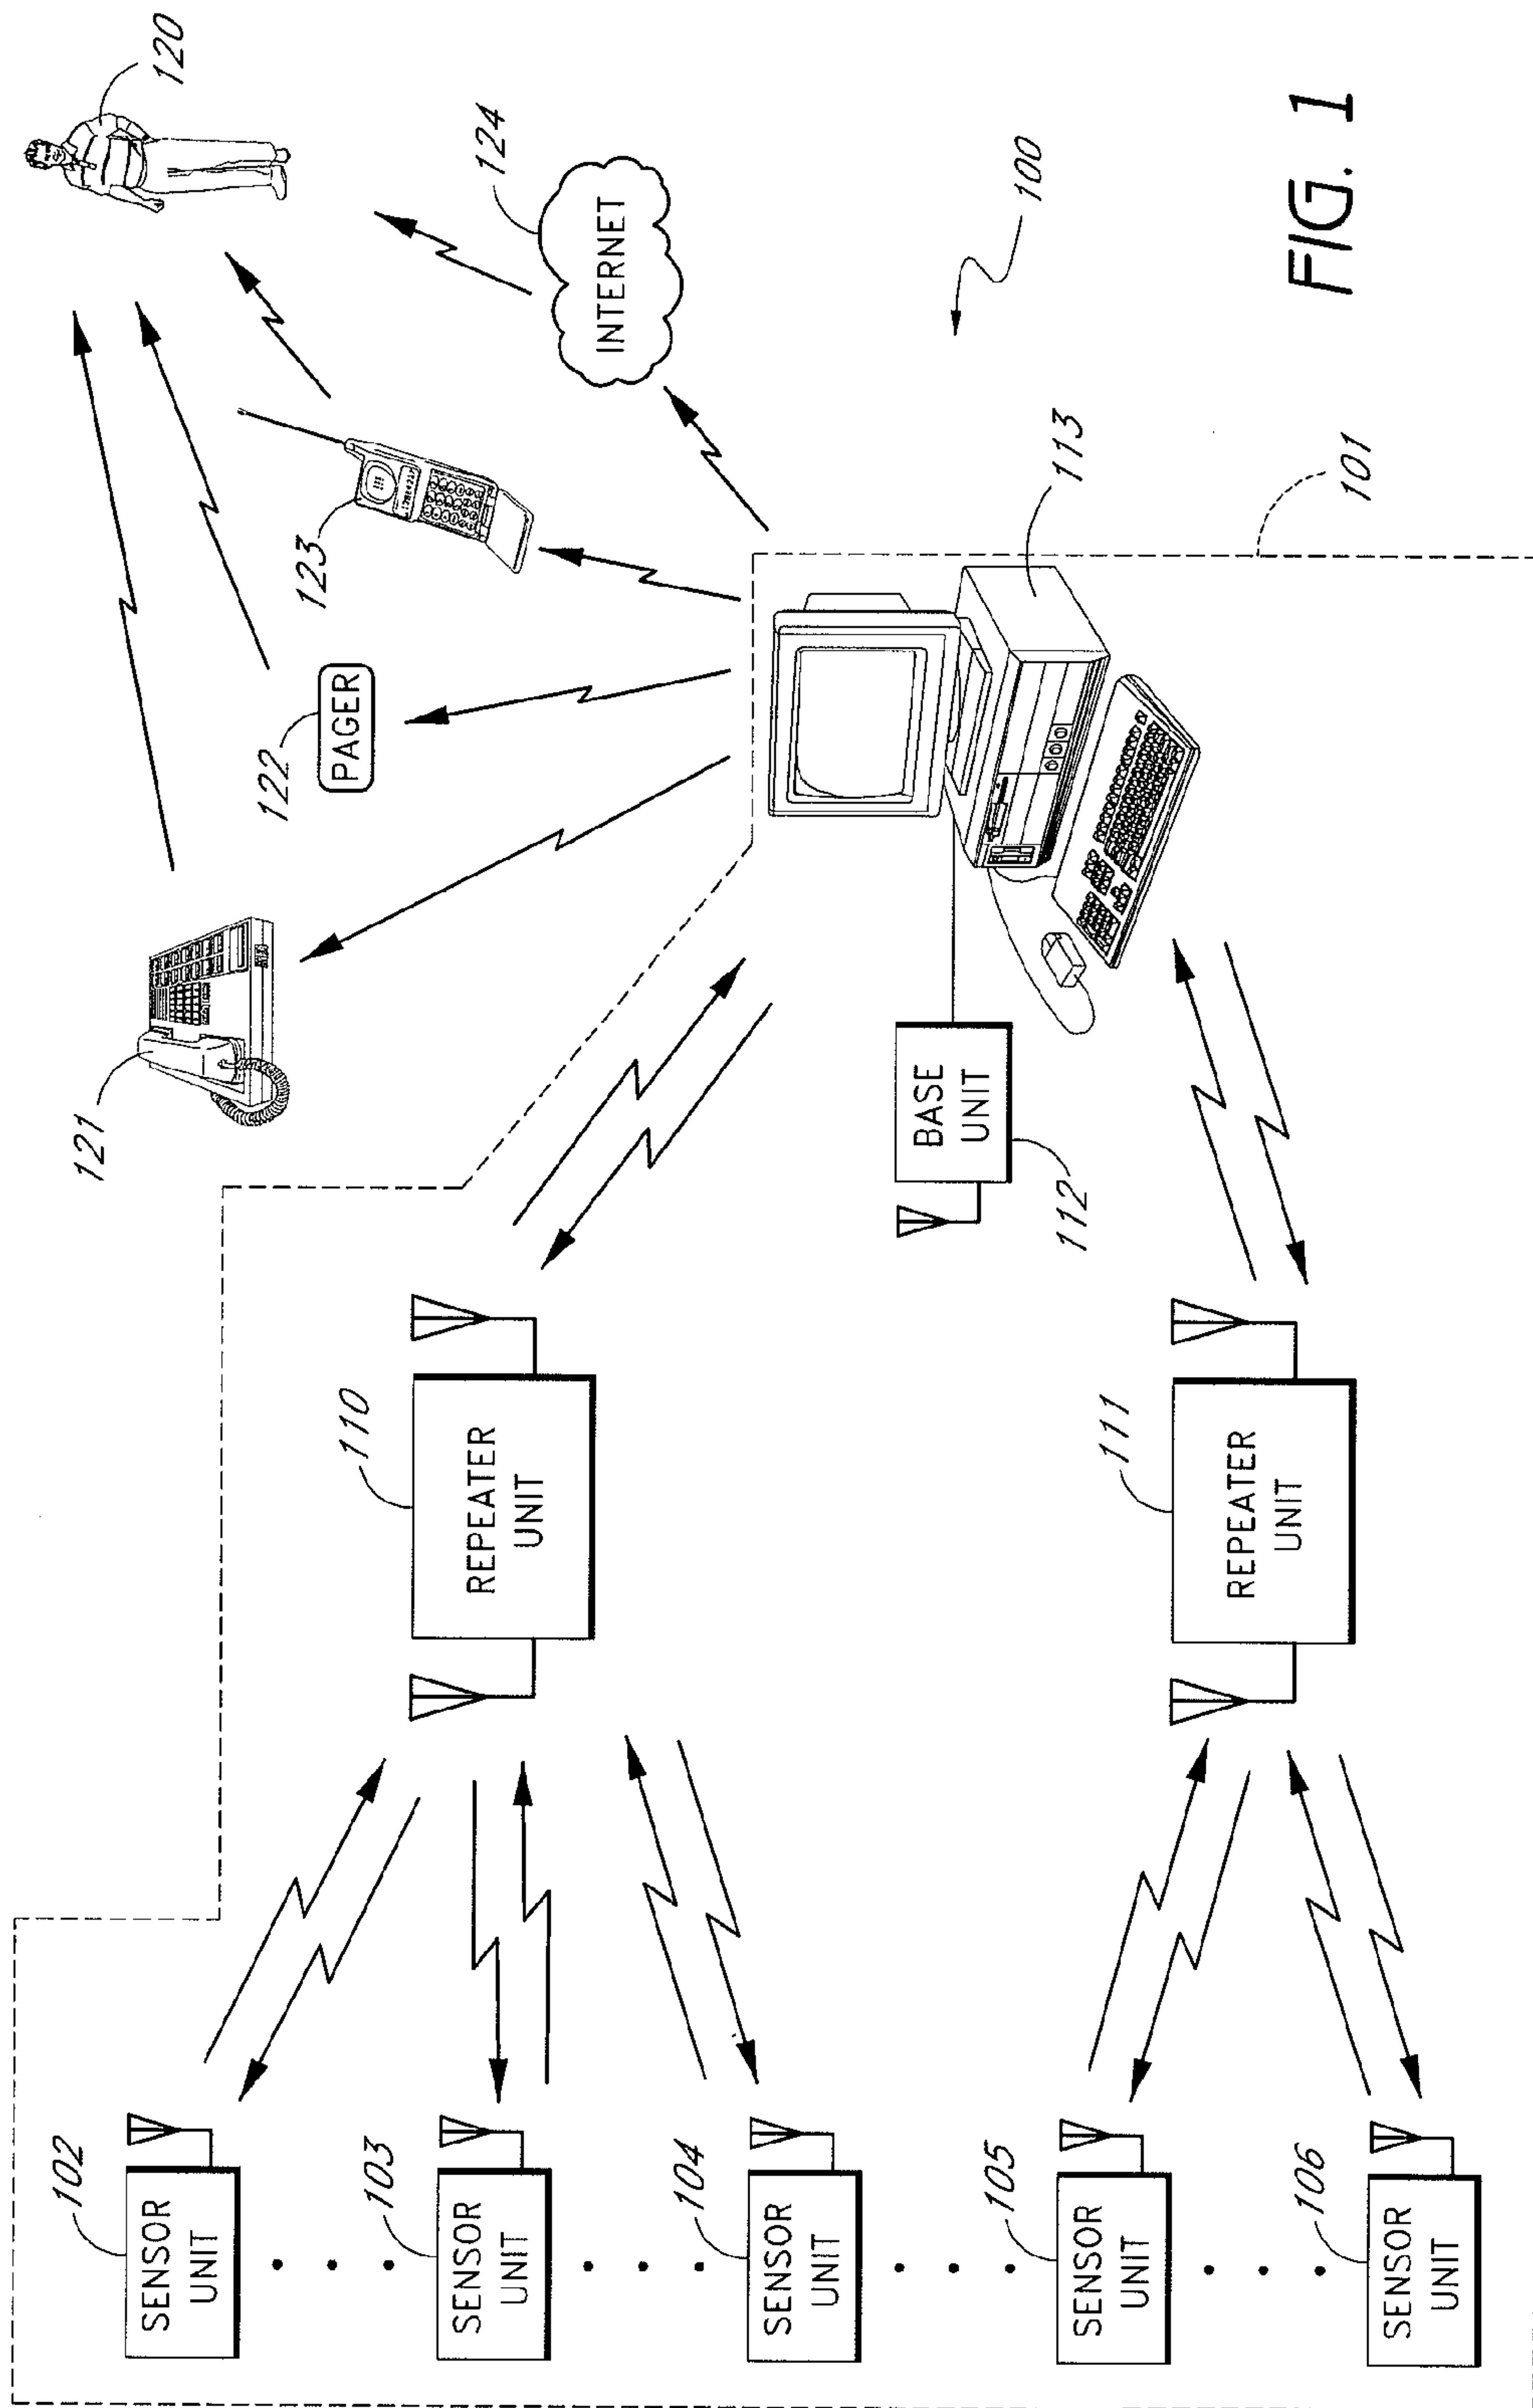 120
121
122
PAGER
123
124
INTERNET
100
FIG. 1
102
SENSOR
UNIT
110
REPEATER
UNIT
103
SENSOR
UNIT
104
SENSOR
UNIT
BASE
UNIT
112
113
101
105
SENSOR
UNIT
111
REPEATER
UNIT
106
SENSOR
UNIT